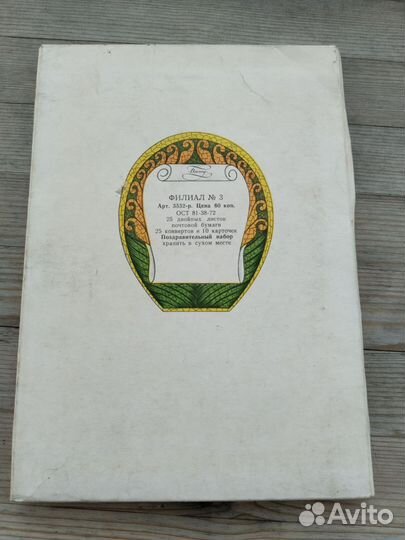 ФИЛИАЛ № 3
Арт. 3532-р. Цена 60 коп.
ОСТ 81-38-72
25 двойных листов
почтовой бумаги
25 конвертов и 10 карточек
Поздравительный набор
хранить в сухом месте
Avito